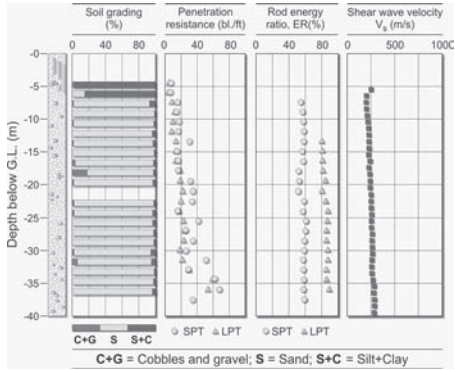 Soil grading (%)
Penetration resistance (bl./ft)
Rod energy ratio, ER(%)
Shear wave velocity Vs (m/s)
0 40 80
0 40 80
0 40 80
0 500 1000
Depth below G.L. (m)
-0
-5
-10
-15
-20
-25
-30
-35
-40
C+G S S+C
SPT LPT
SPT LPT
C+G = Cobbles and gravel; S = Sand; S+C = Silt+Clay